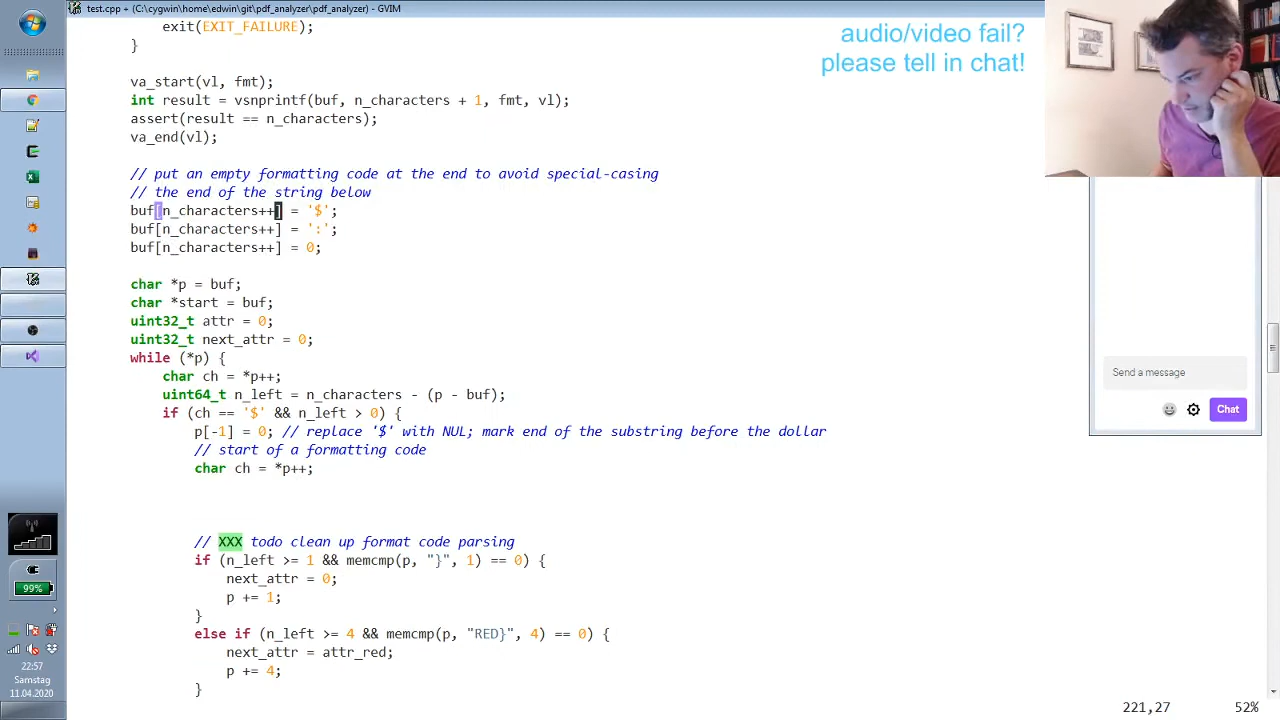 test.cpp + (C:\cygwin\home\edwin\git\pdf_analyzer\pdf_analyzer) - GVIM
exit(EXIT_FAILURE);
}
va_start(vl, fmt);
int result = vsnprintf(buf, n_characters + 1, fmt, vl);
assert(result == n_characters);
va_end(vl);
// put an empty formatting code at the end to avoid special-casing
// the end of the string below
buf[n_characters++] = '$';
buf[n_characters++] = ':';
buf[n_characters++] = 0;
char *p = buf;
char *start = buf;
uint32_t attr = 0;
uint32_t next_attr = 0;
while (*p) {
char ch = *p++;
uint64_t n_left = n_characters - (p - buf);
if (ch == '$' && n_left > 0) {
p[-1] = 0; // replace '$' with NUL; mark end of the substring before the dollar
// start of a formatting code
char ch = *p++;
// XXX todo clean up format code parsing
if (n_left >= 1 && memcmp(p, "}", 1) == 0) {
next_attr = 0;
p += 1;
}
else if (n_left >= 4 && memcmp(p, "RED}", 4) == 0) {
next_attr = attr_red;
p += 4;
}
221,27
52%
audio/video fail?
please tell in chat!
Send a message
Chat
99%
22:57
Samstag
11.04.2020